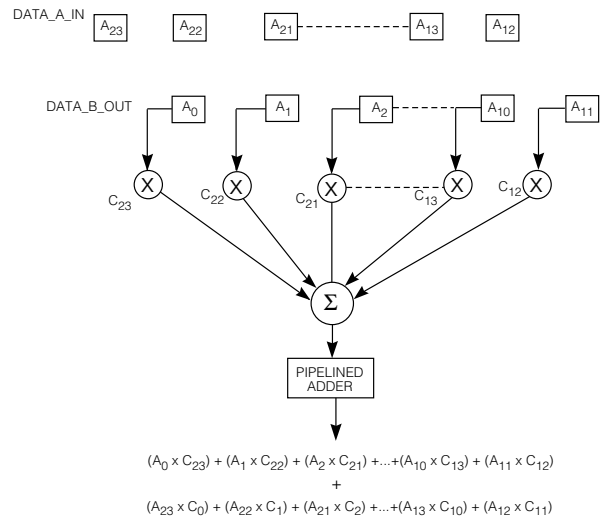 DATA_A_IN A23 A22 A21 A13 A12
DATA_B_OUT A0 A1 A2 A10 A11
X X X X X
C23 C22 C21 C13 C12
Σ
PIPELINED
ADDER
(A0 x C23) + (A1 x C22) + (A2 x C21) +...+(A10 x C13) + (A11 x C12)
+
(A23 x C0) + (A22 x C1) + (A21 x C2) +...+(A13 x C10) + (A12 x C11)